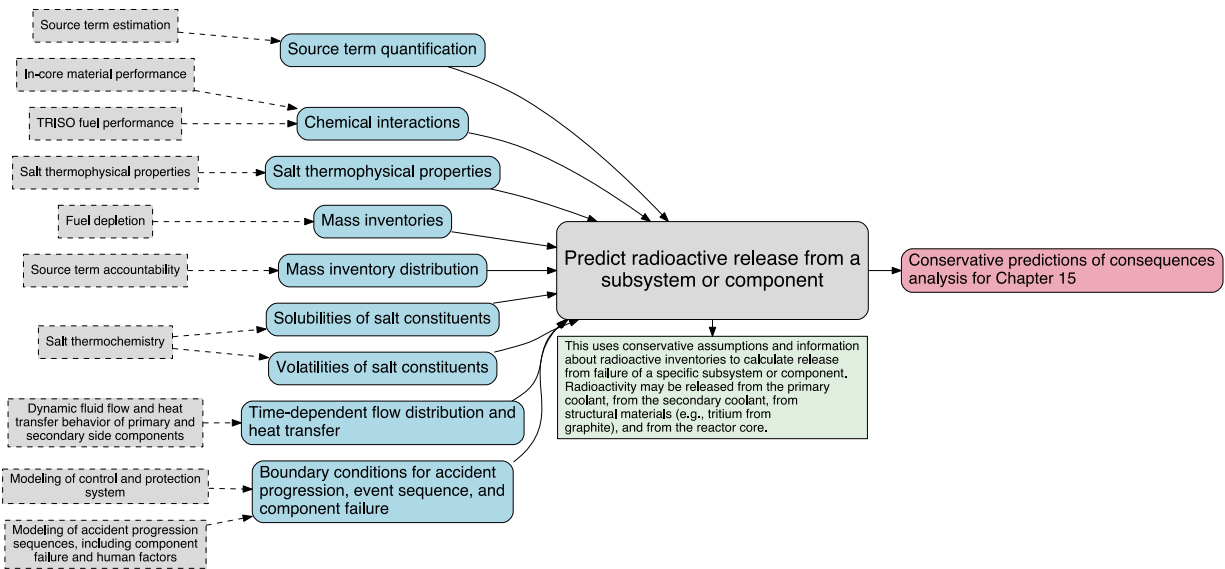 Source term estimation
Source term quantification
In-core material performance
TRISO fuel performance
Chemical interactions
Salt thermophysical properties
Salt thermophysical properties
Fuel depletion
Mass inventories
Source term accountability
Mass inventory distribution
Salt thermochemistry
Solubilities of salt constituents
Volatilities of salt constituents
Dynamic fluid flow and heat
transfer behavior of primary and
secondary side components
Time-dependent flow distribution and
heat transfer
Modeling of control and protection
system
Modeling of accident progression
sequences, including component
failure and human factors
Boundary conditions for accident
progression, event sequence, and
component failure
Predict radioactive release from a
subsystem or component
This uses conservative assumptions and information
about radioactive inventories to calculate release
from failure of a specific subsystem or component.
Radioactivity may be released from the primary
coolant, from the secondary coolant, from
structural materials (e.g., tritium from
graphite), and from the reactor core.
Conservative predictions of consequences
analysis for Chapter 15